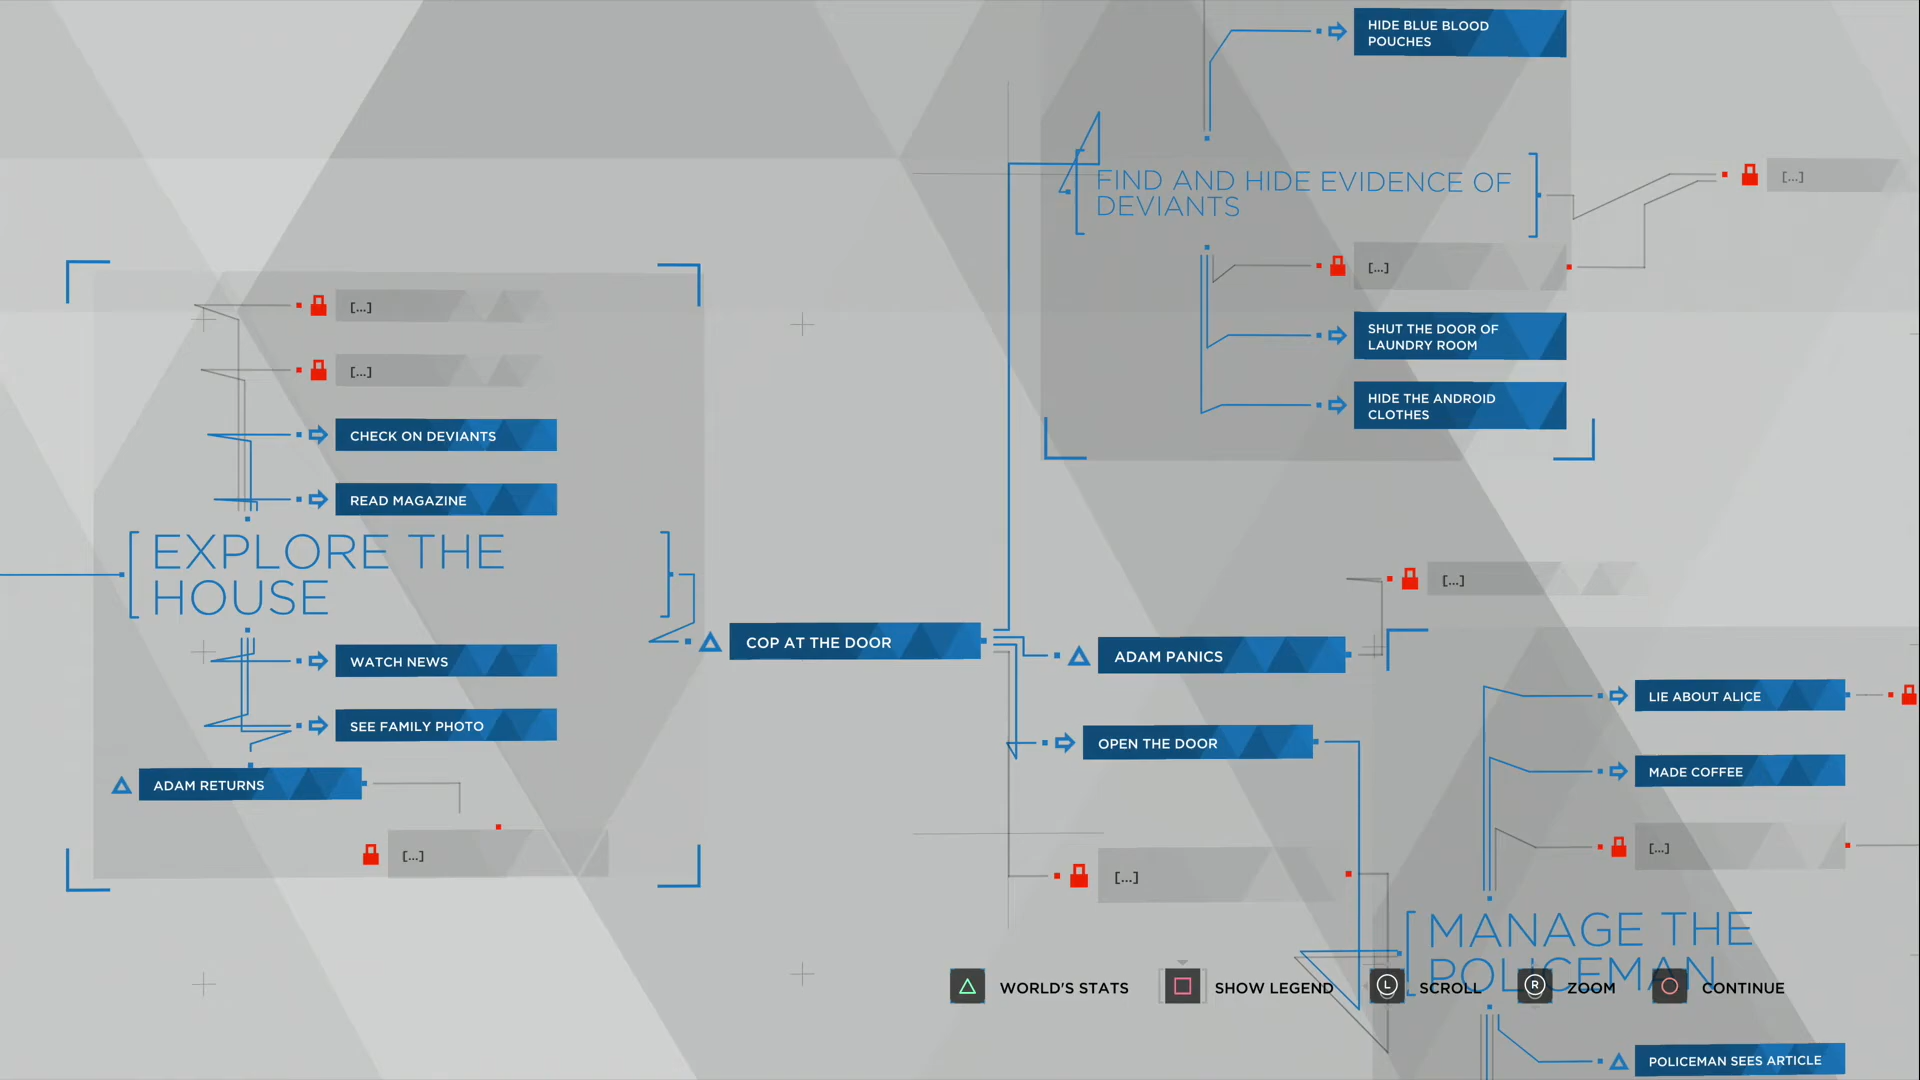 HIDE BLUE BLOOD
POUCHES
FIND AND HIDE EVIDENCE OF
DEVIANTS
[...]
[...]
SHUT THE DOOR OF
LAUNDRY ROOM
HIDE THE ANDROID
CLOTHES
[...]
[...]
CHECK ON DEVIANTS
READ MAGAZINE
EXPLORE THE
HOUSE
WATCH NEWS
SEE FAMILY PHOTO
ADAM RETURNS
[...]
COP AT THE DOOR
ADAM PANICS
[...]
OPEN THE DOOR
[...]
LIE ABOUT ALICE
MADE COFFEE
[...]
MANAGE THE
POLICEMAN
POLICEMAN SEES ARTICLE
WORLD'S STATS
SHOW LEGEND
L
SCROLL
R
ZOOM
CONTINUE